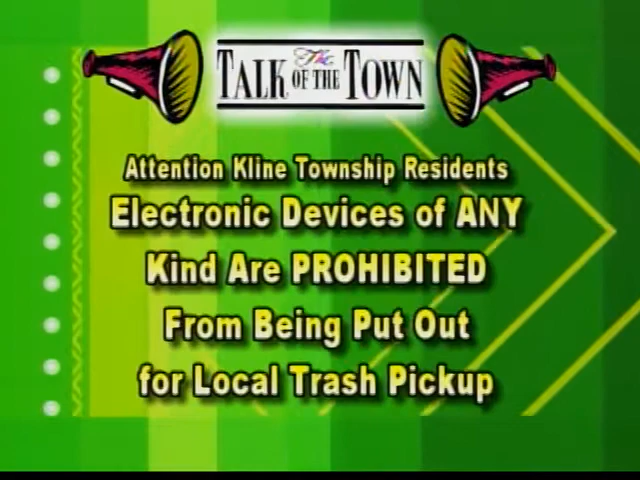 The
TALK OF THE TOWN
Attention Kline Township Residents
Electronic Devices of ANY
Kind Are PROHIBITED
From Being Put Out
for Local Trash Pickup